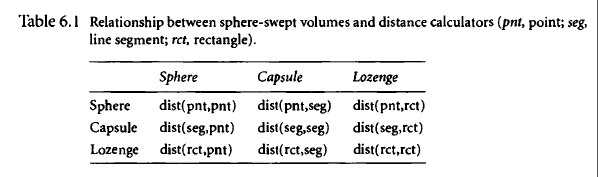 Table 6.1 Relationship between sphere-swept volumes and distance calculators (pnt, point; seg,
line segment; rct, rectangle).
Sphere Capsule Lozenge
Sphere dist(pnt,pnt) dist(pnt,seg) dist(pnt,rct)
Capsule dist(seg,pnt) dist(seg,seg) dist(seg,rct)
Lozenge dist(rct,pnt) dist(rct,seg) dist(rct,rct)